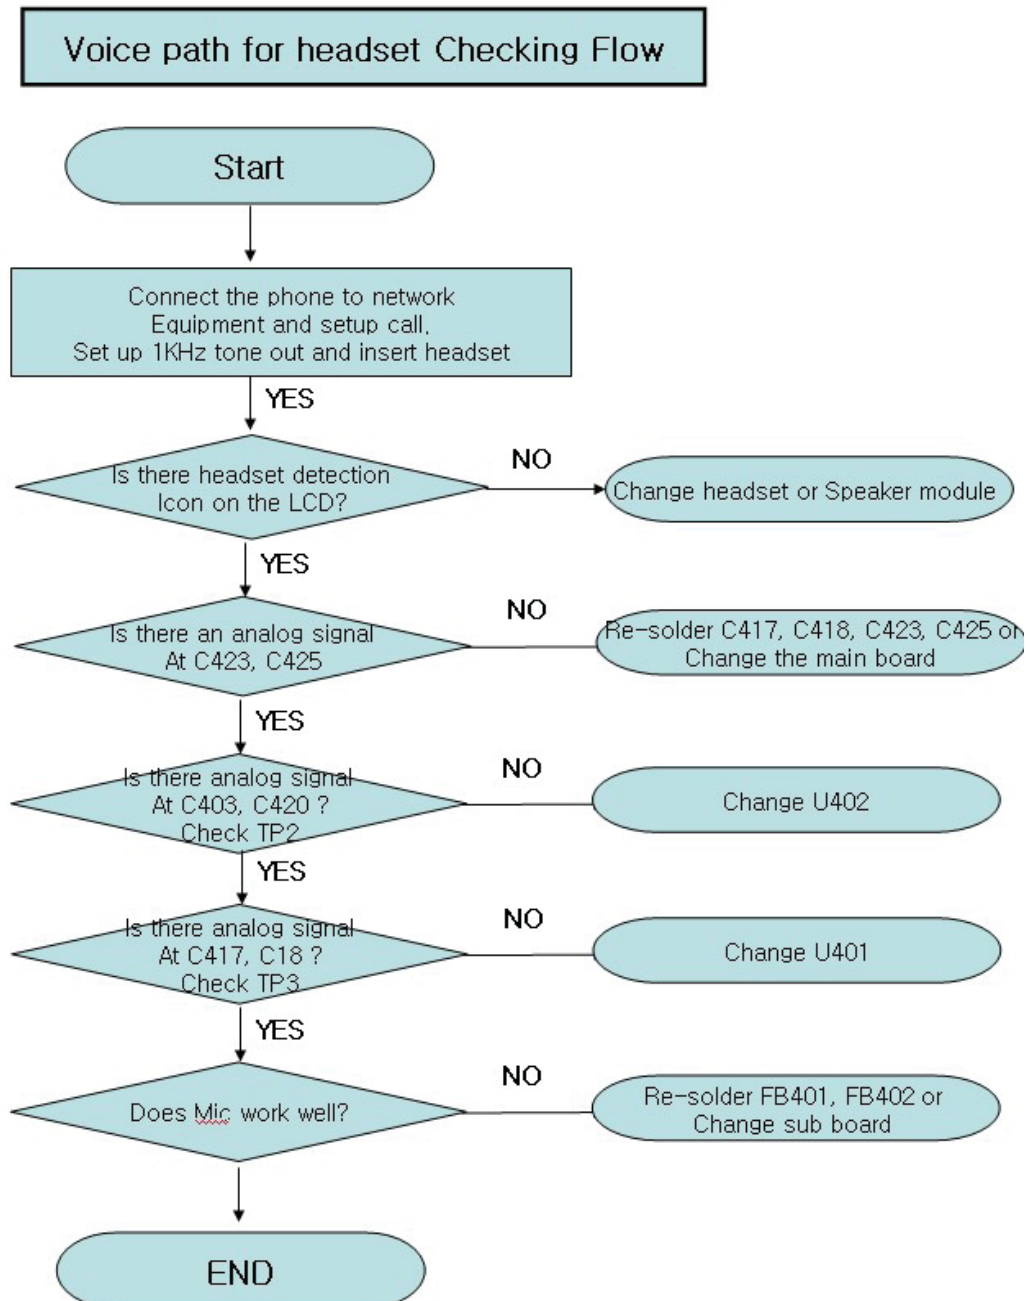 Voice path for headset Checking Flow
Start
Connect the phone to network
Equipment and setup call,
Set up 1KHz tone out and insert headset
YES
Is there headset detection
Icon on the LCD?
NO
Change headset or Speaker module
YES
Is there an analog signal
At C423, C425
NO
Re-solder C417, C418, C423, C425 or
Change the main board
YES
Is there analog signal
At C403, C420 ?
Check TP2
NO
Change U402
YES
Is there analog signal
At C417, C18 ?
Check TP3
NO
Change U401
YES
Does Mic work well?
NO
Re-solder FB401, FB402 or
Change sub board
END